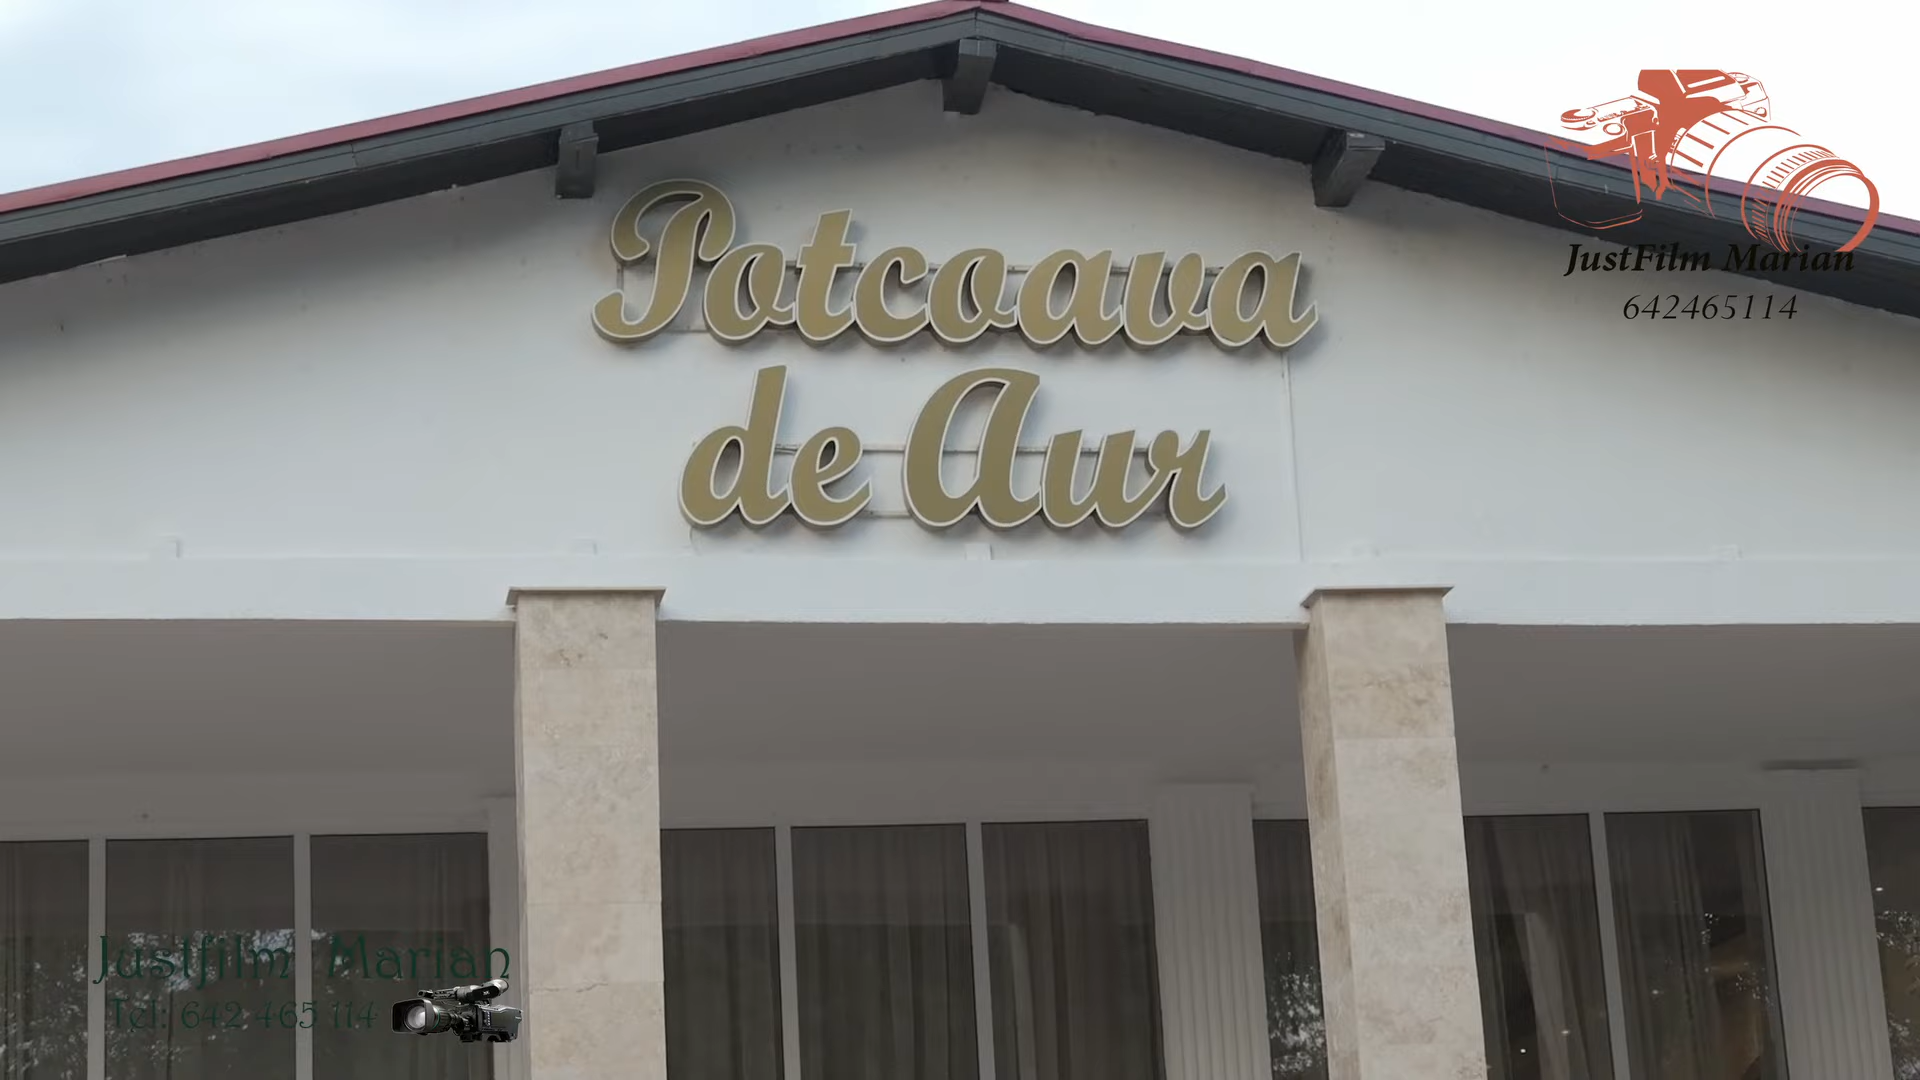 Potcoava
de Aur
JustFilm Marian
642465114
Justfilm Marian
Tel: 642 465 114